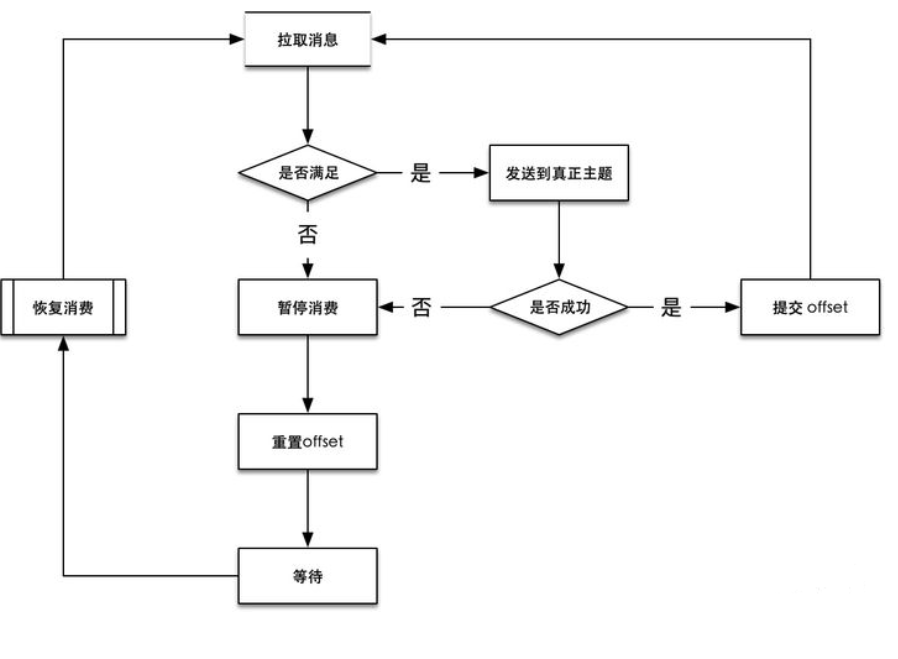 拉取消息
是否满足
是
发送到真正主题
否
恢复消费
暂停消费
否
是否成功
是
提交 offset
重置offset
等待